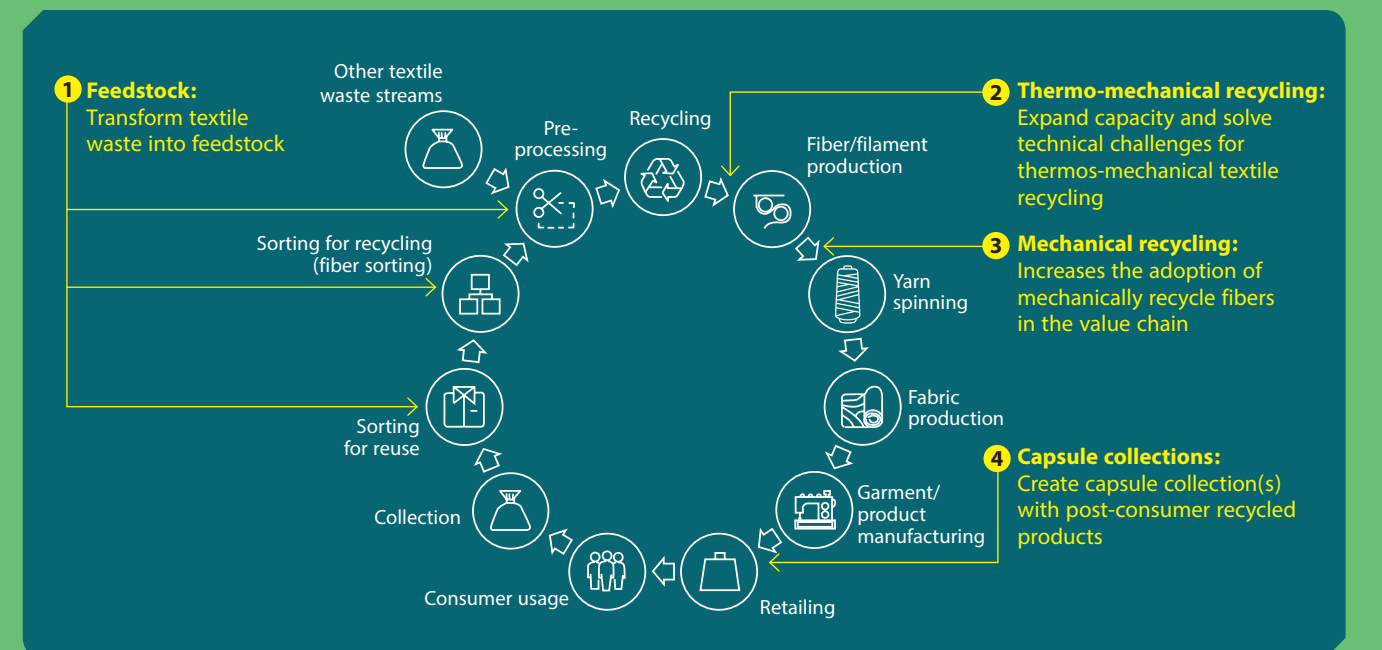 1 Feedstock:
Transform textile
waste into feedstock
Other textile
waste streams
Pre-
processing
Recycling
Fiber/filament
production
2 Thermo-mechanical recycling:
Expand capacity and solve
technical challenges for
thermos-mechanical textile
recycling
Sorting for recycling
(fiber sorting)
3 Mechanical recycling:
Increases the adoption of
mechanically recycle fibers
in the value chain
Yarn
spinning
Fabric
production
Sorting
for reuse
4 Capsule collections:
Create capsule collection(s)
with post-consumer recycled
products
Garment/
product
manufacturing
Collection
Consumer usage
Retailing